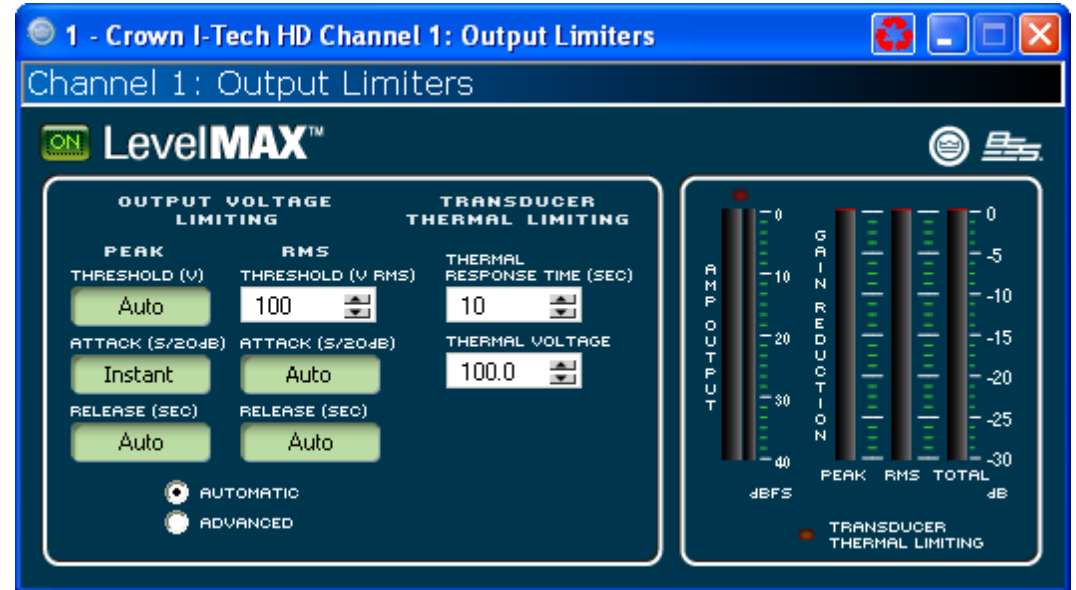 1 - Crown I-Tech HD Channel 1: Output Limiters
Channel 1: Output Limiters
ON LevelMAX™
BSS
OUTPUT VOLTAGE
LIMITING
TRANSDUCER
THERMAL LIMITING
PEAK
THRESHOLD (V)
Auto
ATTACK (S/20dB)
Instant
RELEASE (SEC)
Auto
RMS
THRESHOLD (V RMS)
100
ATTACK (S/20dB)
Auto
RELEASE (SEC)
Auto
AUTOMATIC
ADVANCED
THERMAL
RESPONSE TIME (SEC)
10
THERMAL VOLTAGE
100.0
AMP OUTPUT
0
10
20
30
40
dBFS
GAIN REDUCTION
0
-5
-10
-15
-20
-25
-30
PEAK RMS TOTAL
dB
TRANSDUCER
THERMAL LIMITING